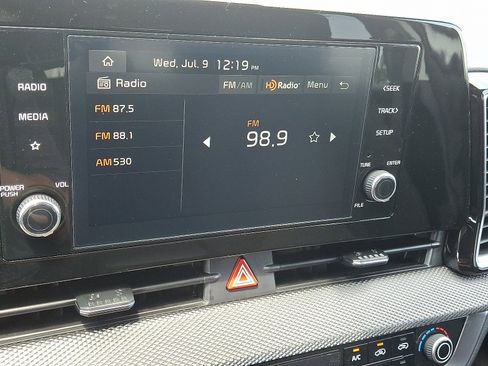 Wed, Jul. 9 12:19 PM
Radio FM/AM HD Radio Menu
FM 87.5
FM 88.1
AM 530
FM
98.9
RADIO
MEDIA
POWER PUSH
VOL
SEEK
TRACK
SETUP
TUNE
ENTER
FILE
A/C